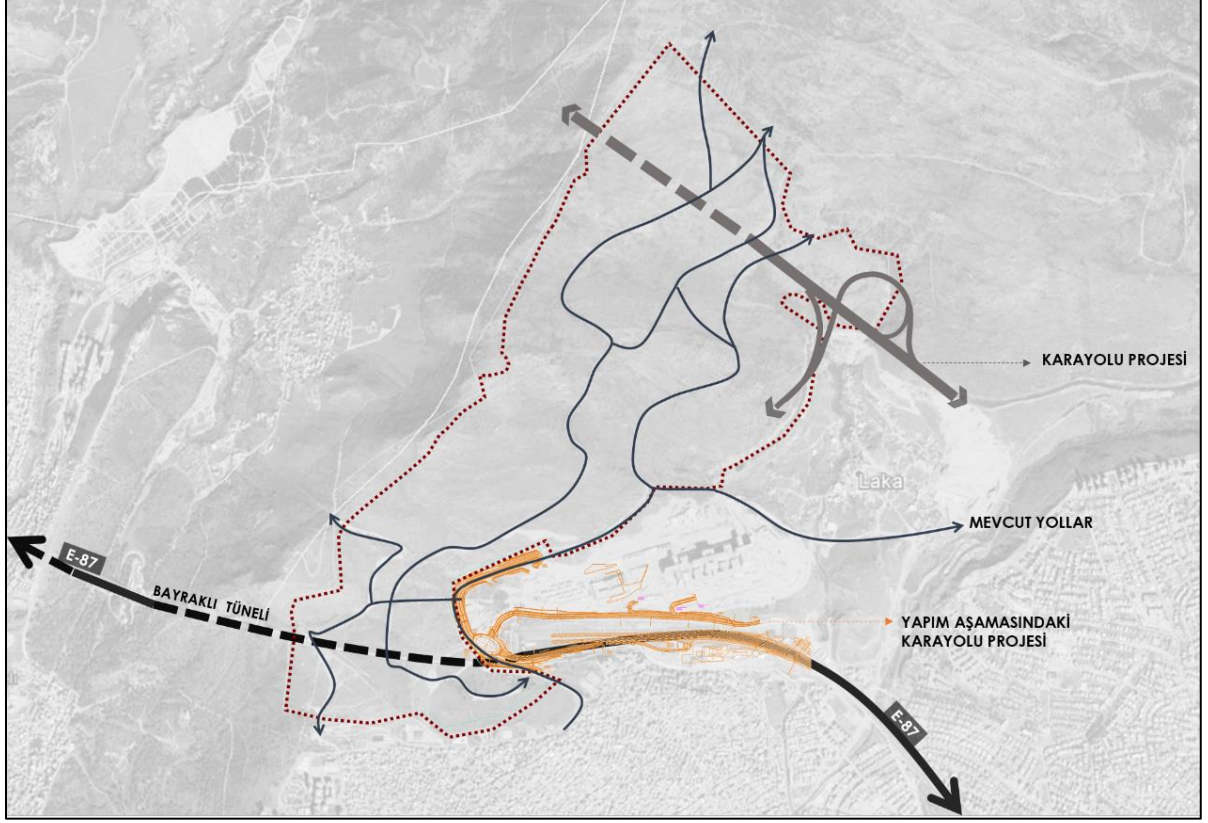 KARAYOLU PROJESİ
Laka
MEVCUT YOLLAR
E-87
BAYRAKLI TÜNELİ
YAPIM AŞAMASINDAKİ
KARAYOLU PROJESİ
E-87